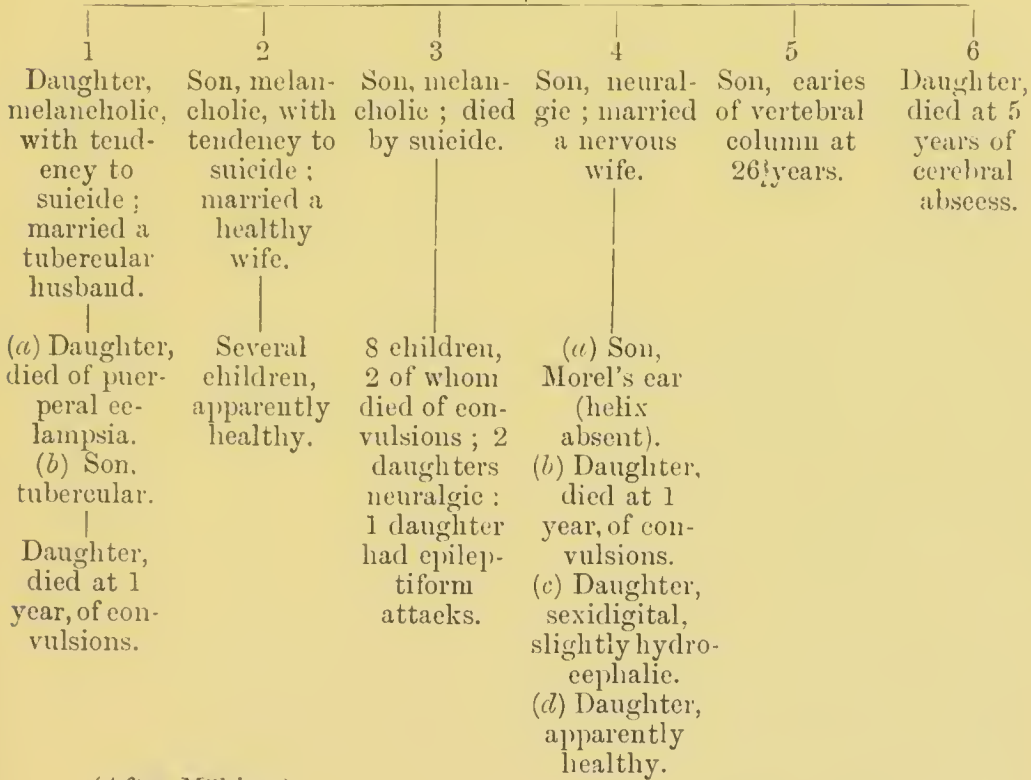 1
Daughter,
melancholic,
with tend-
ency to
suicide ;
married a
tubercular
husband.
(a) Daughter,
died of puer-
peral ec-
lampsia.
(b) Son,
tubercular.
Daughter,
died at 1
year, of con-
vulsions.
2
Son, melan-
cholic, with
tendency to
suicide ;
married a
healthy
wife.
Several
children,
apparently
healthy.
3
Son, melan-
cholic ; died
by suicide.
8 children,
2 of whom
died of con-
vulsions ; 2
daughters
neuralgic :
1 daughter
had epilep-
tiform
attacks.
4
Son, neural-
gic ; married
a nervous
wife.
(a) Son,
Morel's ear
(helix
absent).
(b) Daughter,
died at 1
year, of con-
vulsions.
(c) Daughter,
sexidigital,
slightly hydro-
cephalic.
(d) Daughter,
apparently
healthy.
5
Son, caries
of vertebral
column at
26 years.
6
Daughter,
died at 5
years of
cerebral
abscess.